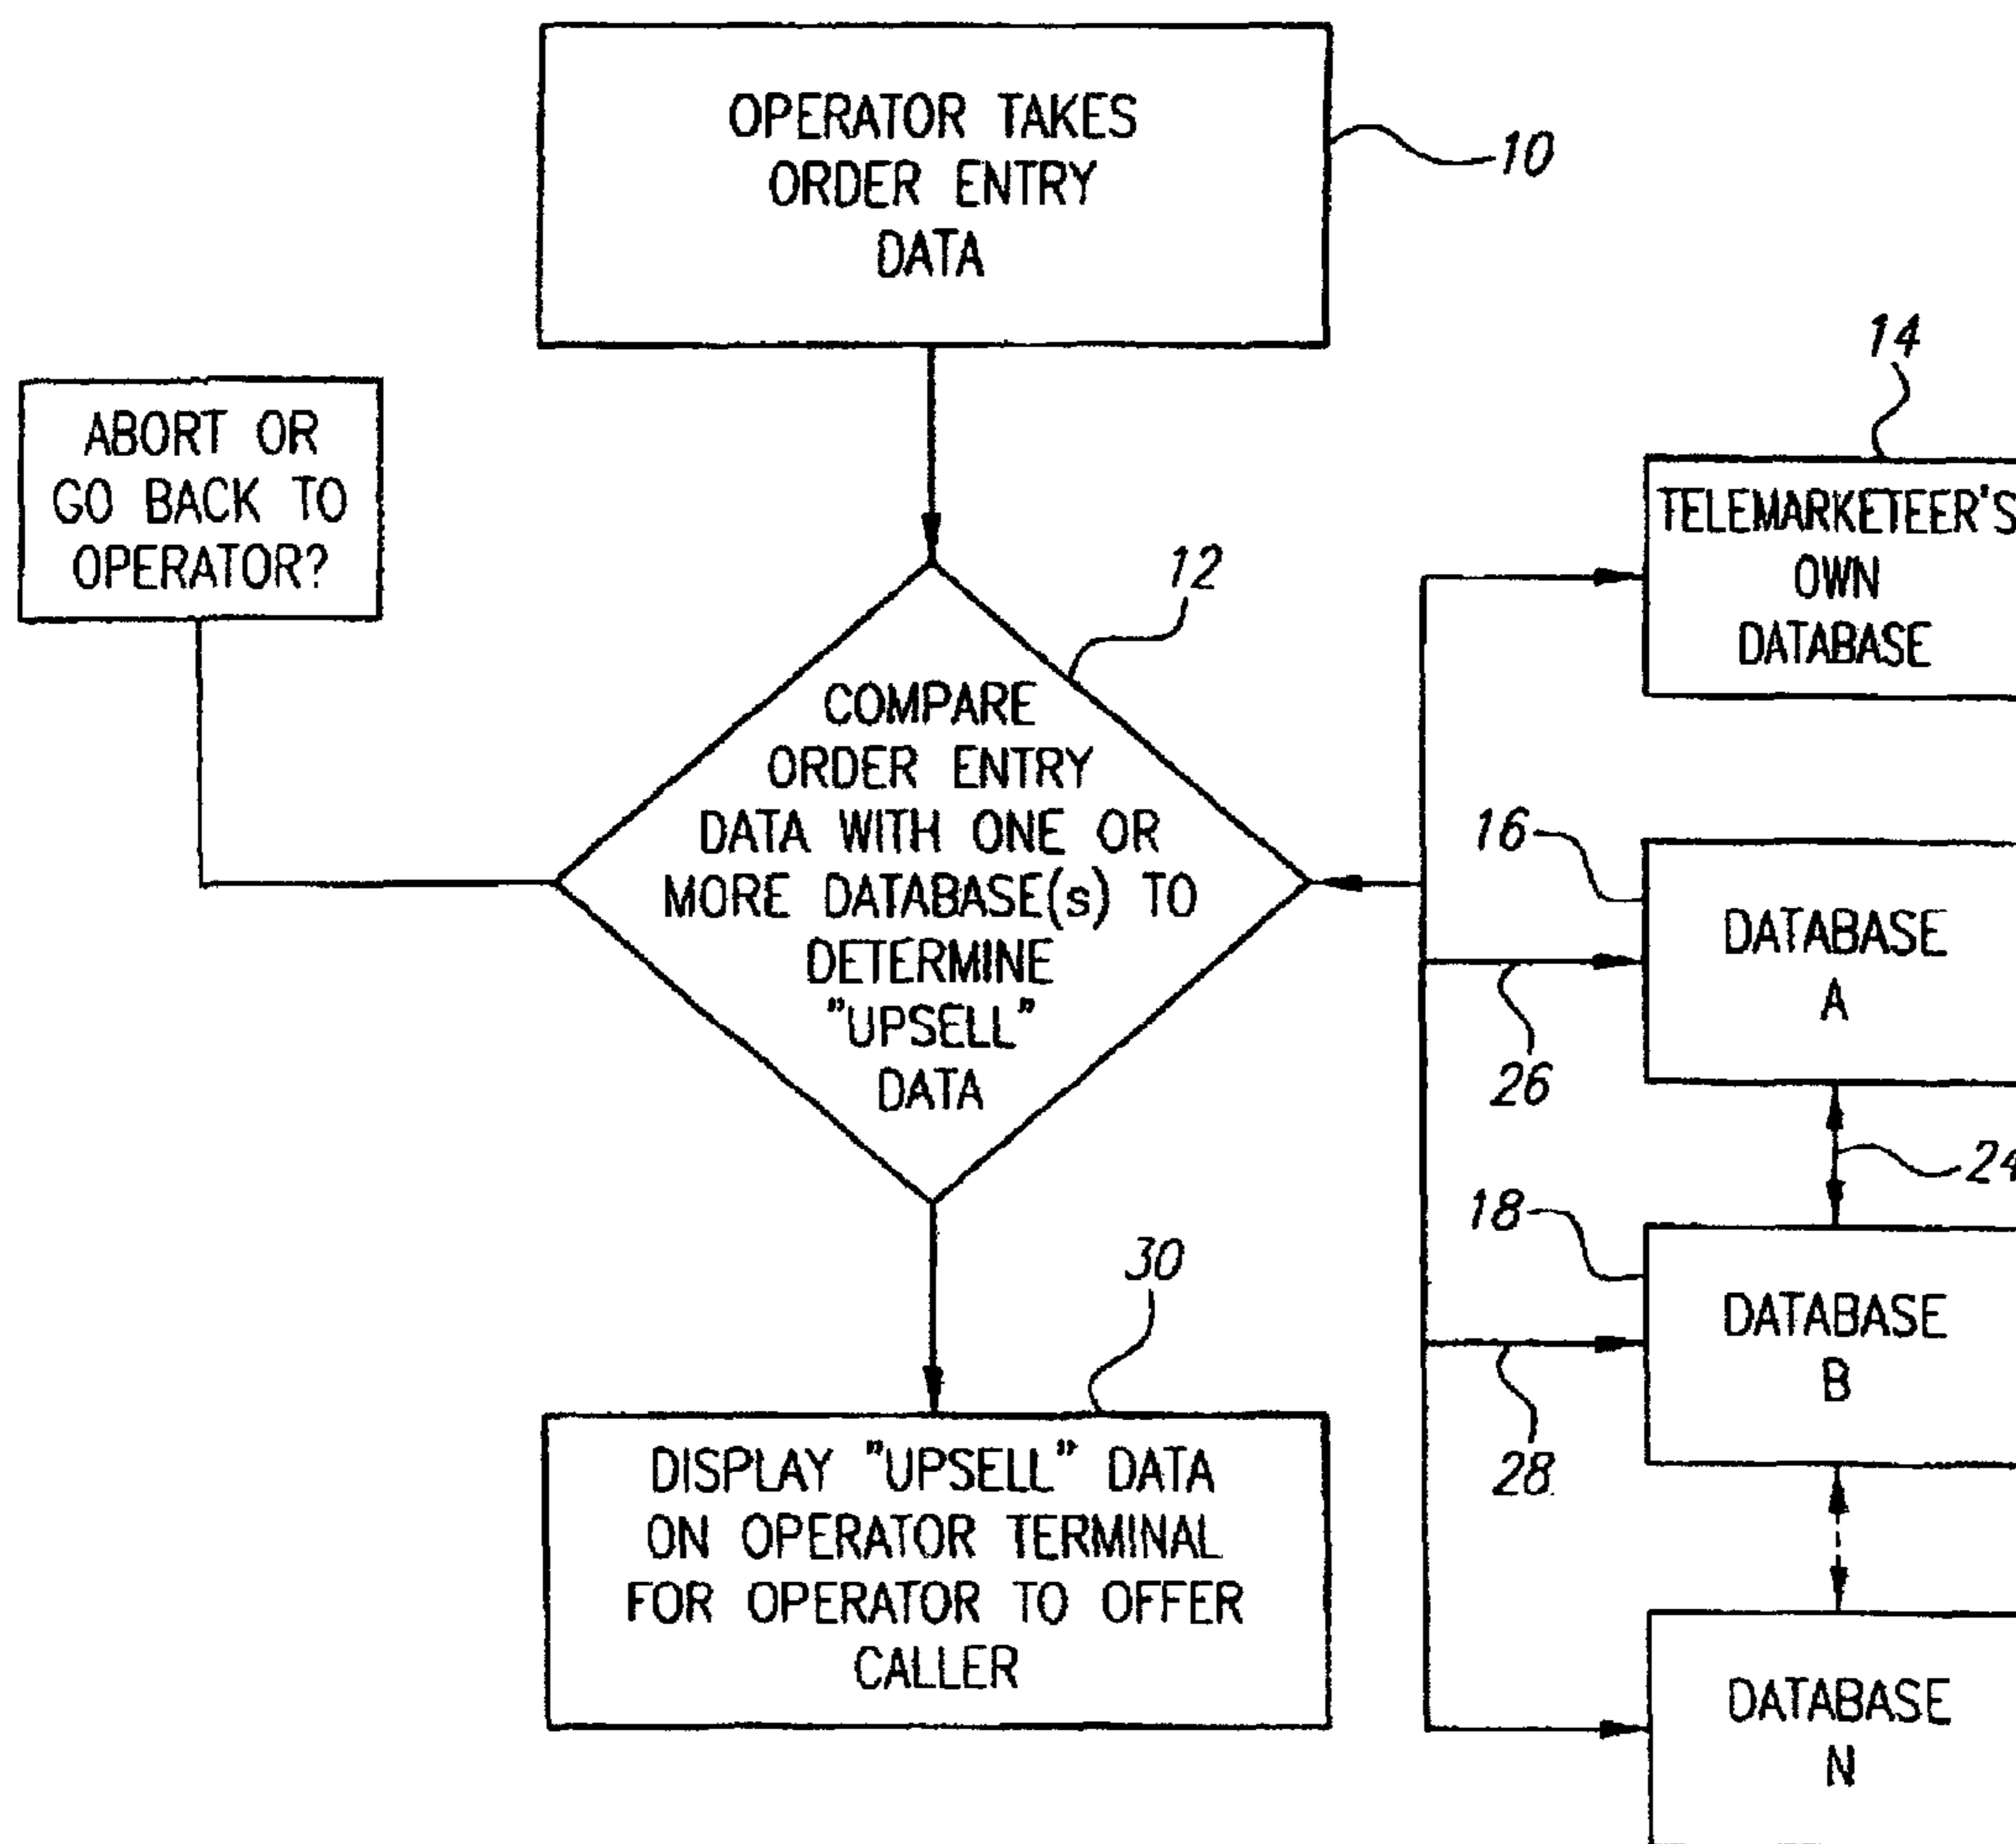 OPERATOR TAKES
ORDER ENTRY
DATA
10
ABORT OR
GO BACK TO
OPERATOR?
12
COMPARE
ORDER ENTRY
DATA WITH ONE OR
MORE DATABASE(s) TO
DETERMINE
"UPSELL"
DATA
14
TELEMARKETEER'S
OWN
DATABASE
16
DATABASE
A
26
24
18
DATABASE
B
28
30
DISPLAY "UPSELL" DATA
ON OPERATOR TERMINAL
FOR OPERATOR TO OFFER
CALLER
DATABASE
N